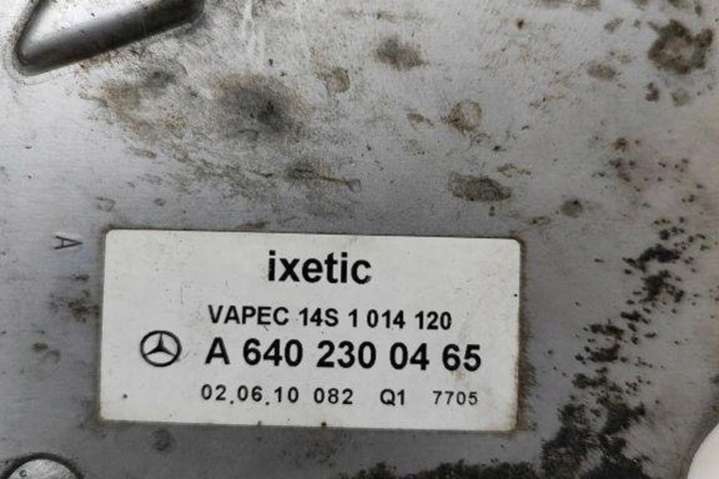 A
ixetic
VAPEC 14S 1 014 120
A 640 230 04 65
02.06.10 082 Q1 7705